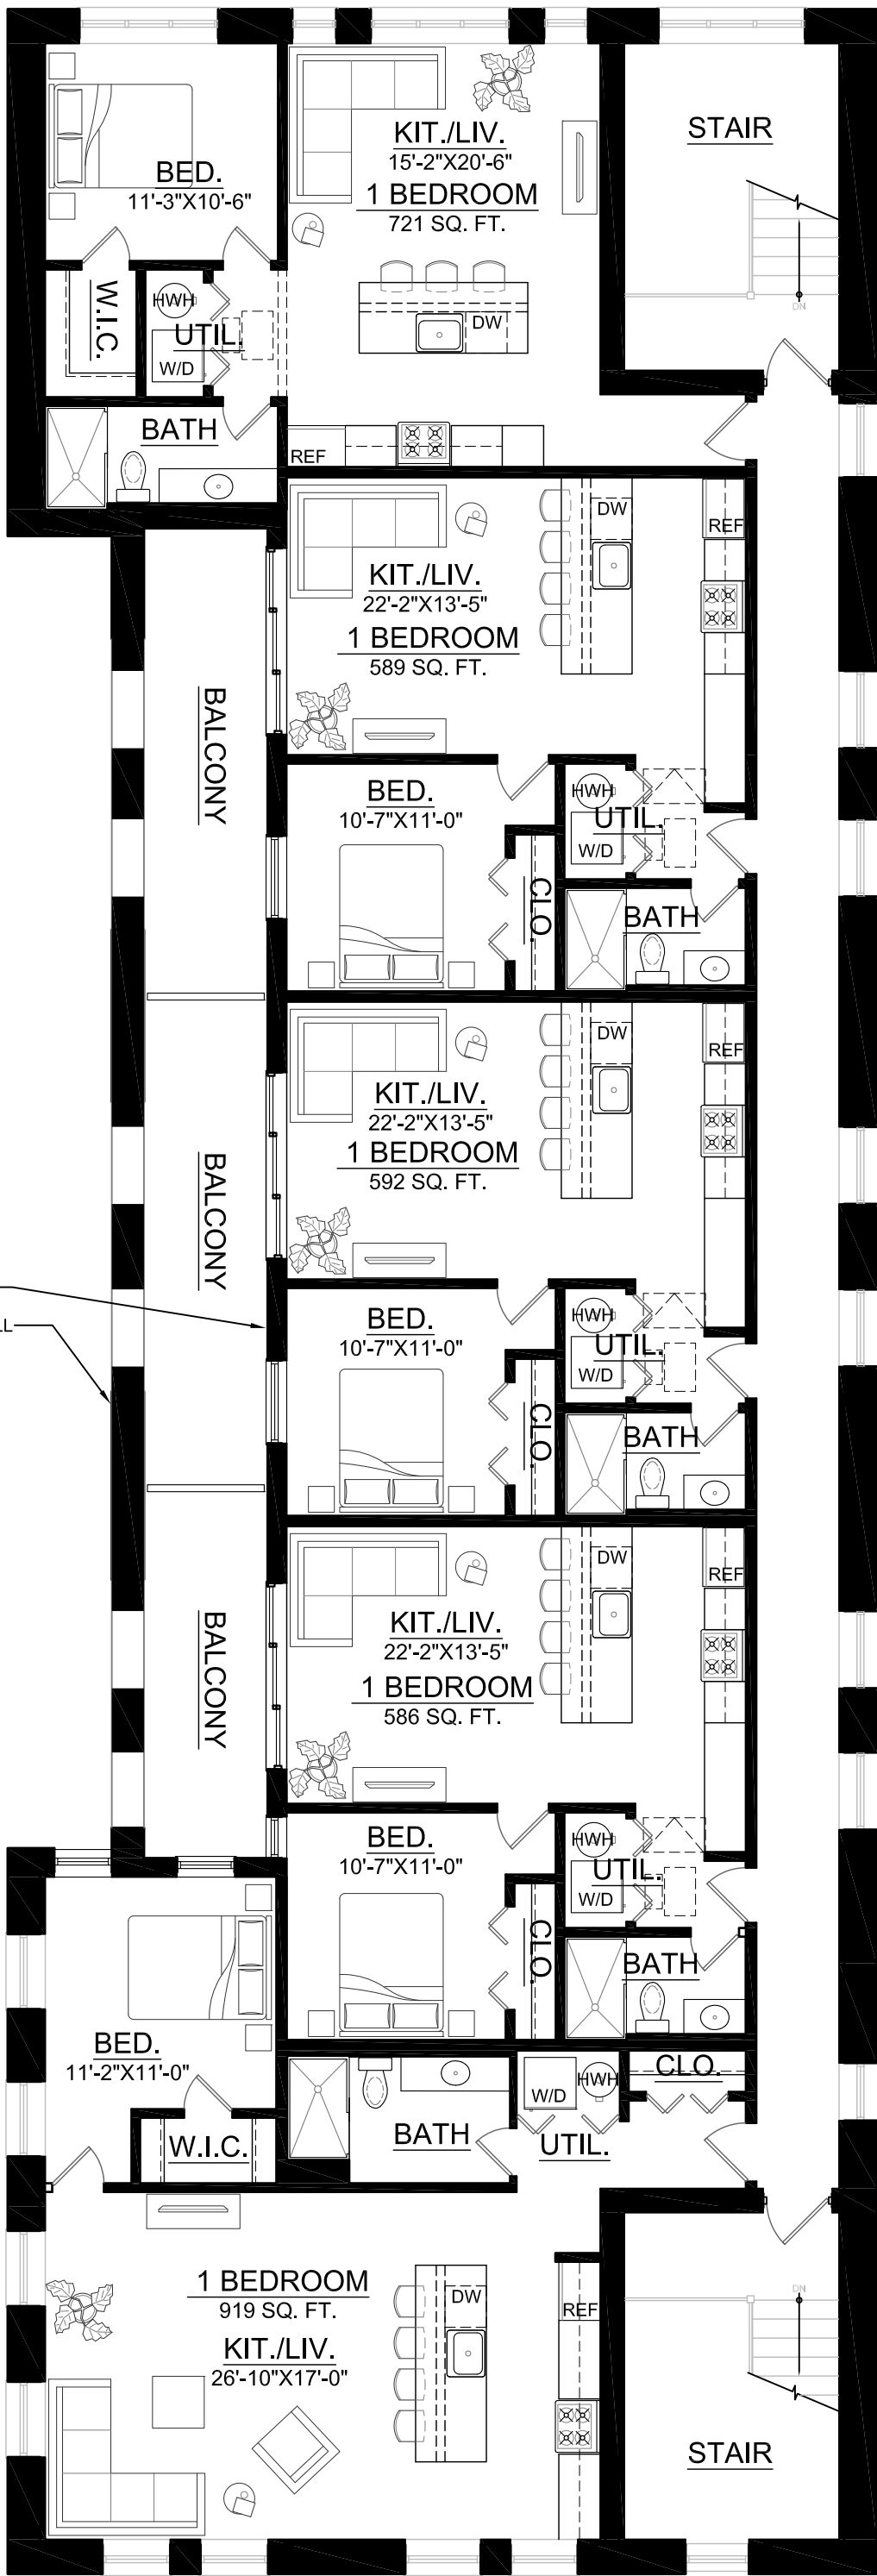 STAIR
KIT./LIV.
15'-2"X20'-6"
1 BEDROOM
721 SQ. FT.
BED.
11'-3"X10'-6"
DN
W.I.C.
HWH
UTIL.
W/D
DW
BATH
REF
KIT./LIV.
22'-2"X13'-5"
1 BEDROOM
589 SQ. FT.
DW
REF
BALCONY
BED.
10'-7"X11'-0"
HWH
UTIL.
W/D
CLO.
BATH
KIT./LIV.
22'-2"X13'-5"
1 BEDROOM
592 SQ. FT.
DW
REF
BALCONY
LL
BED.
10'-7"X11'-0"
HWH
UTIL.
W/D
CLO.
BATH
KIT./LIV.
22'-2"X13'-5"
1 BEDROOM
586 SQ. FT.
DW
REF
BALCONY
BED.
10'-7"X11'-0"
HWH
UTIL.
W/D
CLO.
BATH
BED.
11'-2"X11'-0"
W.I.C.
BATH
W/D
HWH
UTIL.
CLO.
1 BEDROOM
919 SQ. FT.
KIT./LIV.
26'-10"X17'-0"
DW
REF
DN
STAIR